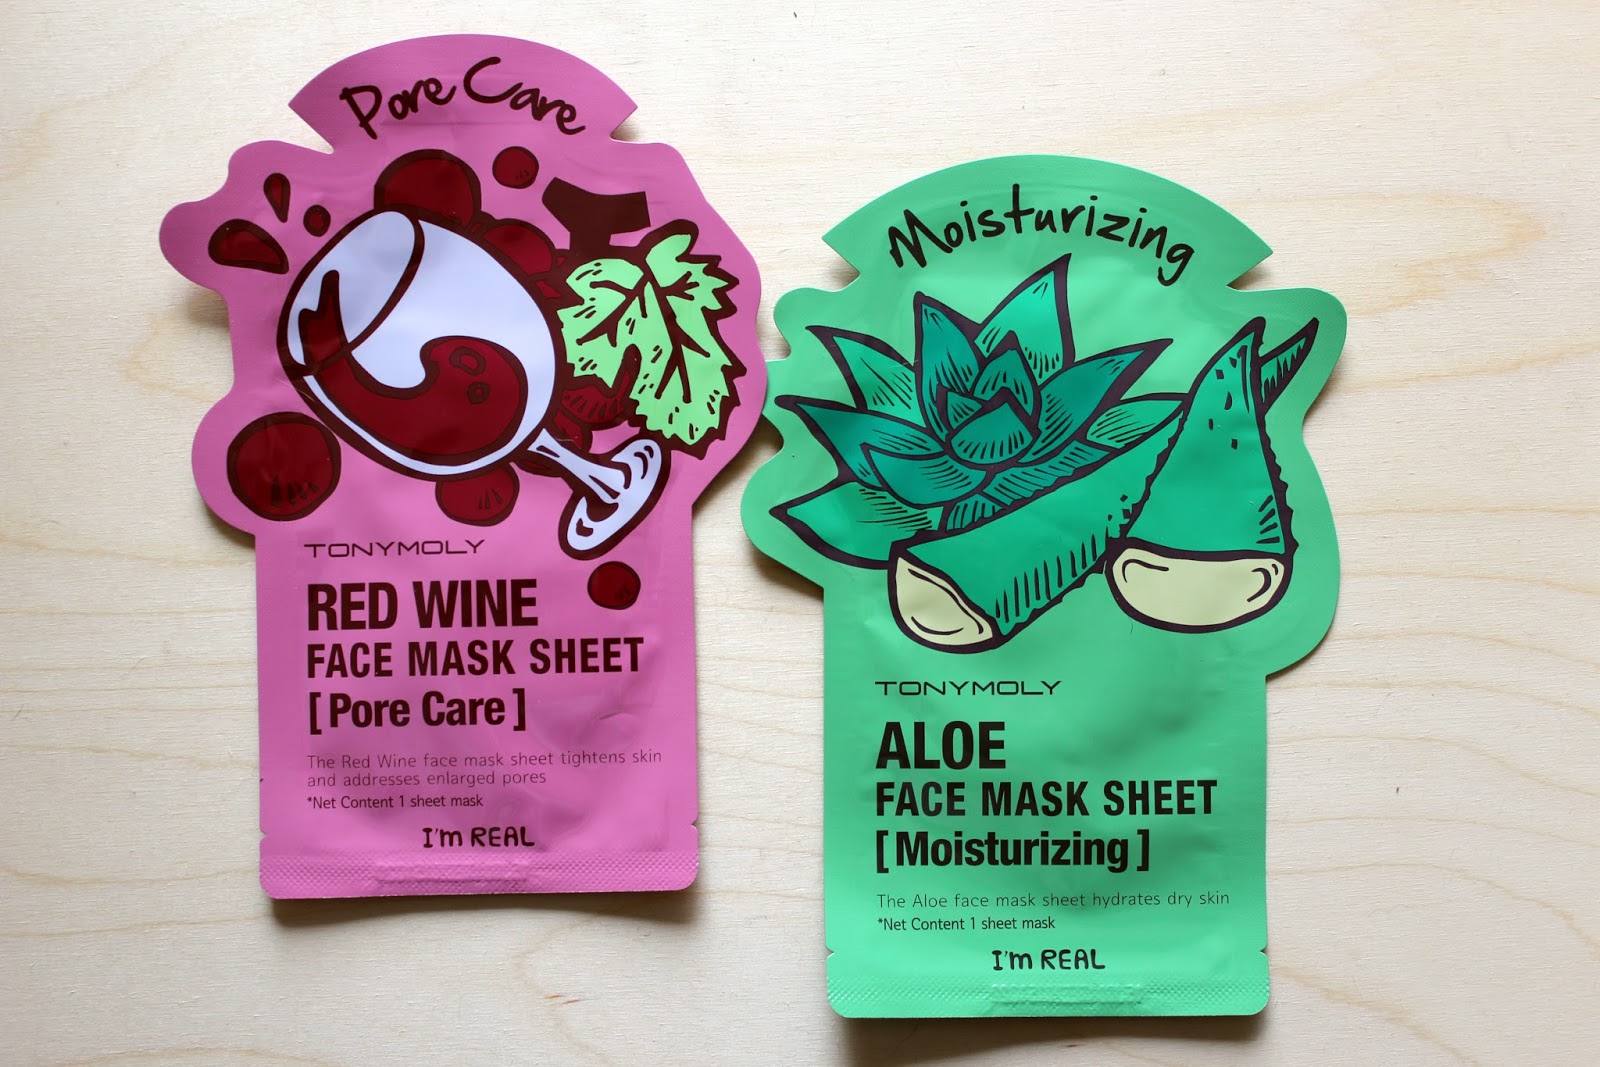 Pore Care
TONYMOLY
RED WINE
FACE MASK SHEET
[Pore Care]
The Red Wine face mask sheet tightens skin
and addresses enlarged pores
*Net Content 1 sheet mask
I'm REAL
Moisturizing
TONYMOLY
ALOE
FACE MASK SHEET
[Moisturizing]
The Aloe face mask sheet hydrates dry skin
*Net Content 1 sheet mask
I'm REAL